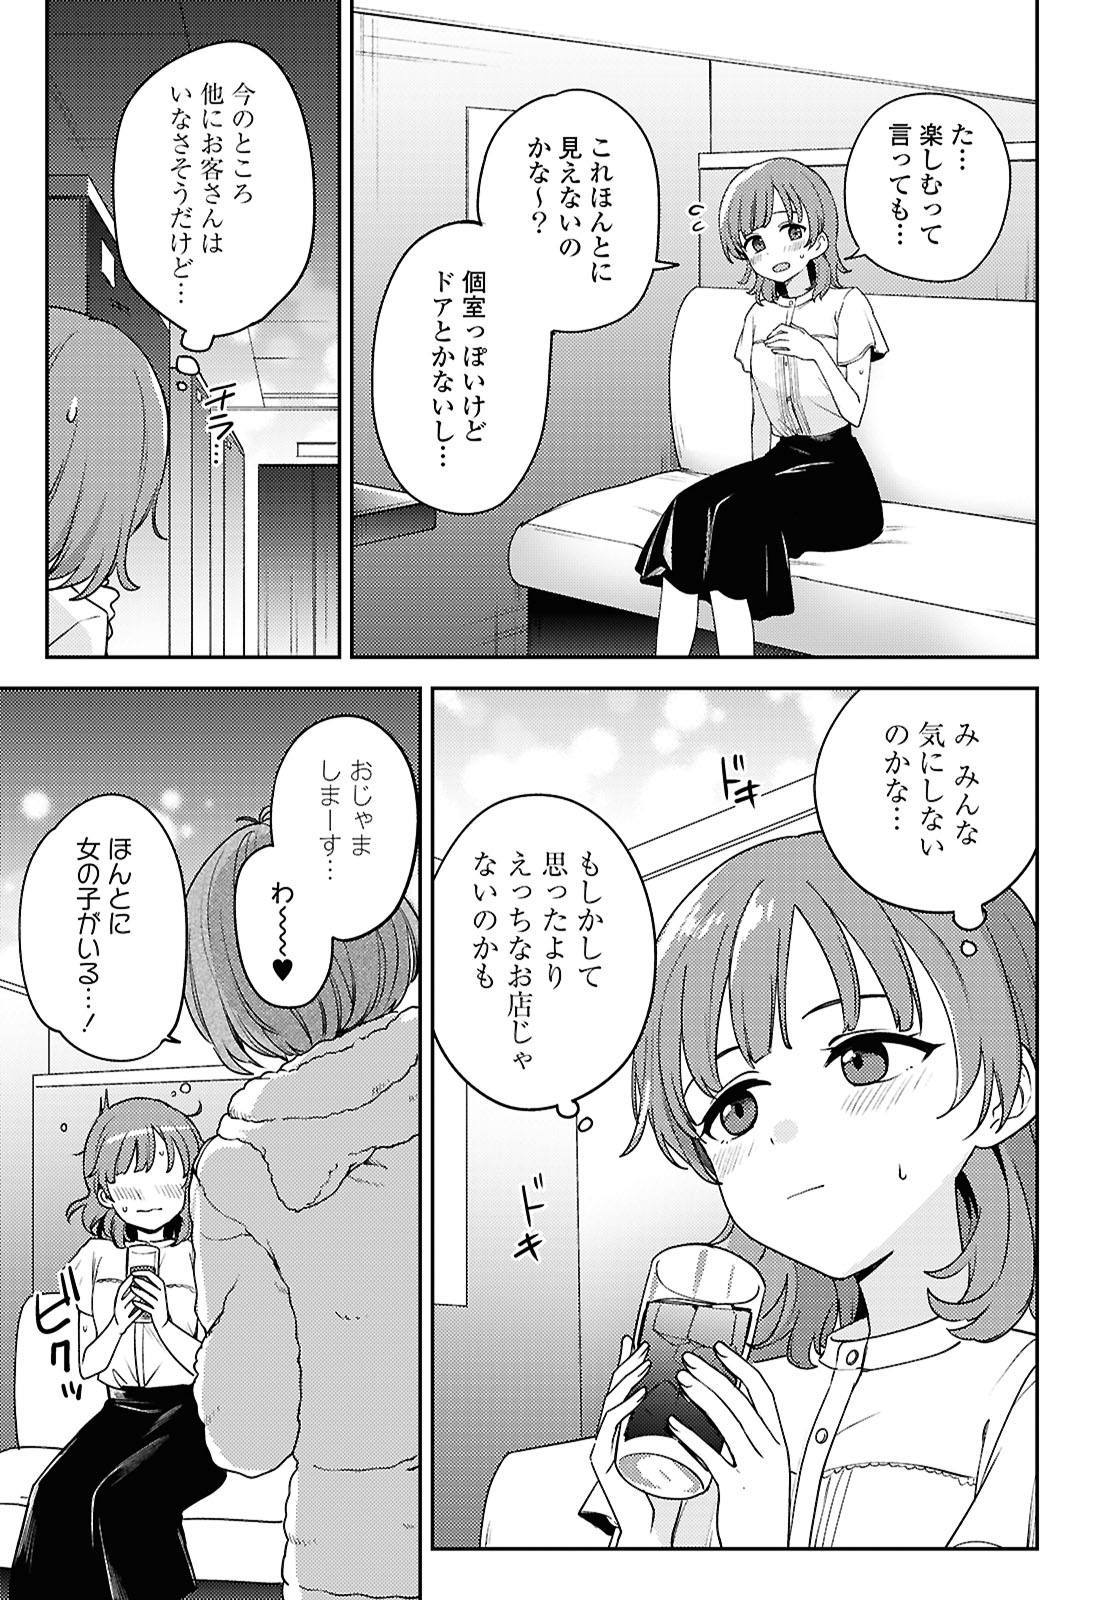 た…
楽しむって
言っても…
これほんとに
見えないの
かな〜？
個室っぽいけど
ドアとかないし…
今のところ
他にお客さんは
いなさそうだけど…
チラ…
み みんな
気にしない
のかな…
ドキ
もしかして
思ったより
えっちなお店じゃ
ないのかも
ドキドキ
おじゃま
しまーす…
わ〜〜〜♥
ほんとに
女の子がいる…！
ビクッ